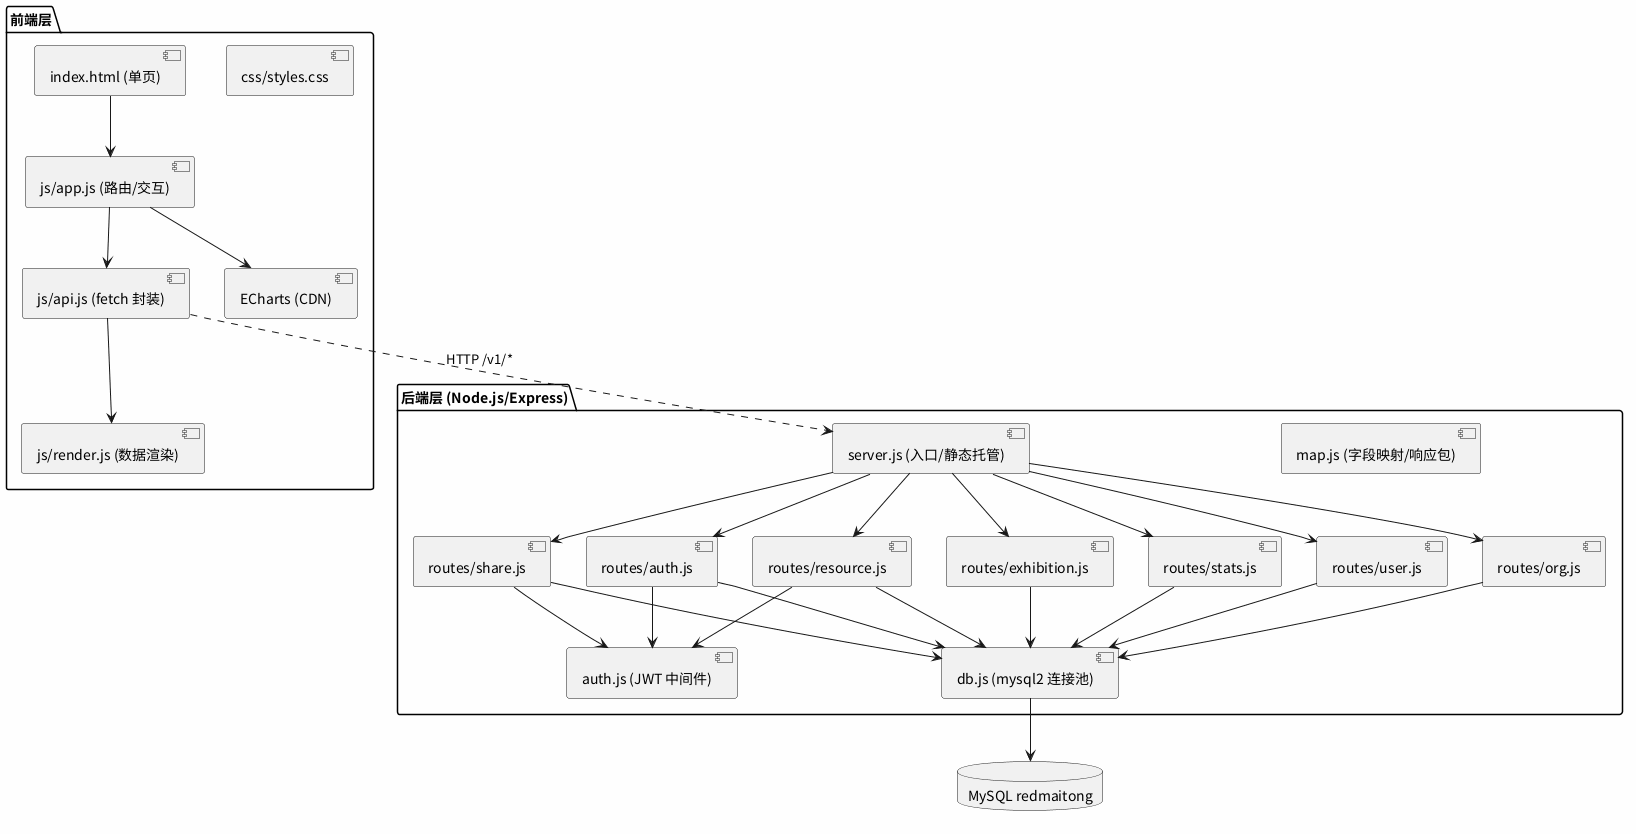 前端层
index.html (单页)
css/styles.css
js/app.js (路由/交互)
js/api.js (fetch 封装)
ECharts (CDN)
HTTP /v1/*
js/render.js (数据渲染)
后端层 (Node.js/Express)
server.js (入口/静态托管)
map.js (字段映射/响应包)
routes/share.js
routes/auth.js
routes/resource.js
routes/exhibition.js
routes/stats.js
routes/user.js
routes/org.js
auth.js (JWT 中间件)
db.js (mysql2 连接池)
MySQL redmaitong